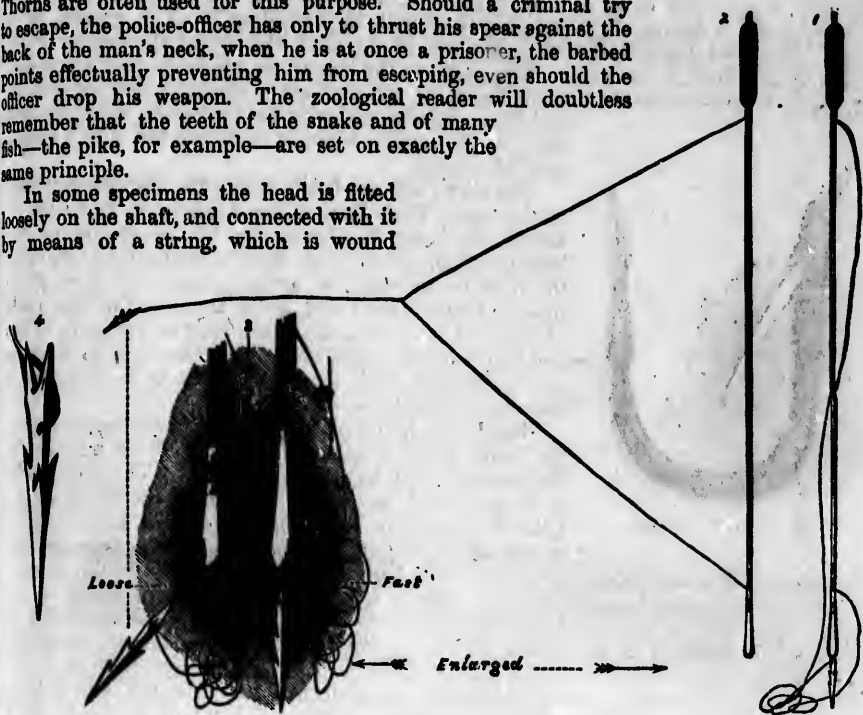 Thorns are often used for this purpose. Should a criminal try
to escape, the police-officer has only to thrust his spear against the
back of the man's neck, when he is at once a prisoner, the barbed
points effectually preventing him from escaping, even should the
officer drop his weapon. The zoological reader will doubtless
remember that the teeth of the snake and of many
fish—the pike, for example—are set on exactly the
same principle.
In some specimens the head is fitted
loosely on the shaft, and connected with it
by means of a string, which is wound
2
1
4
3
Loose
Fast
Enlarged